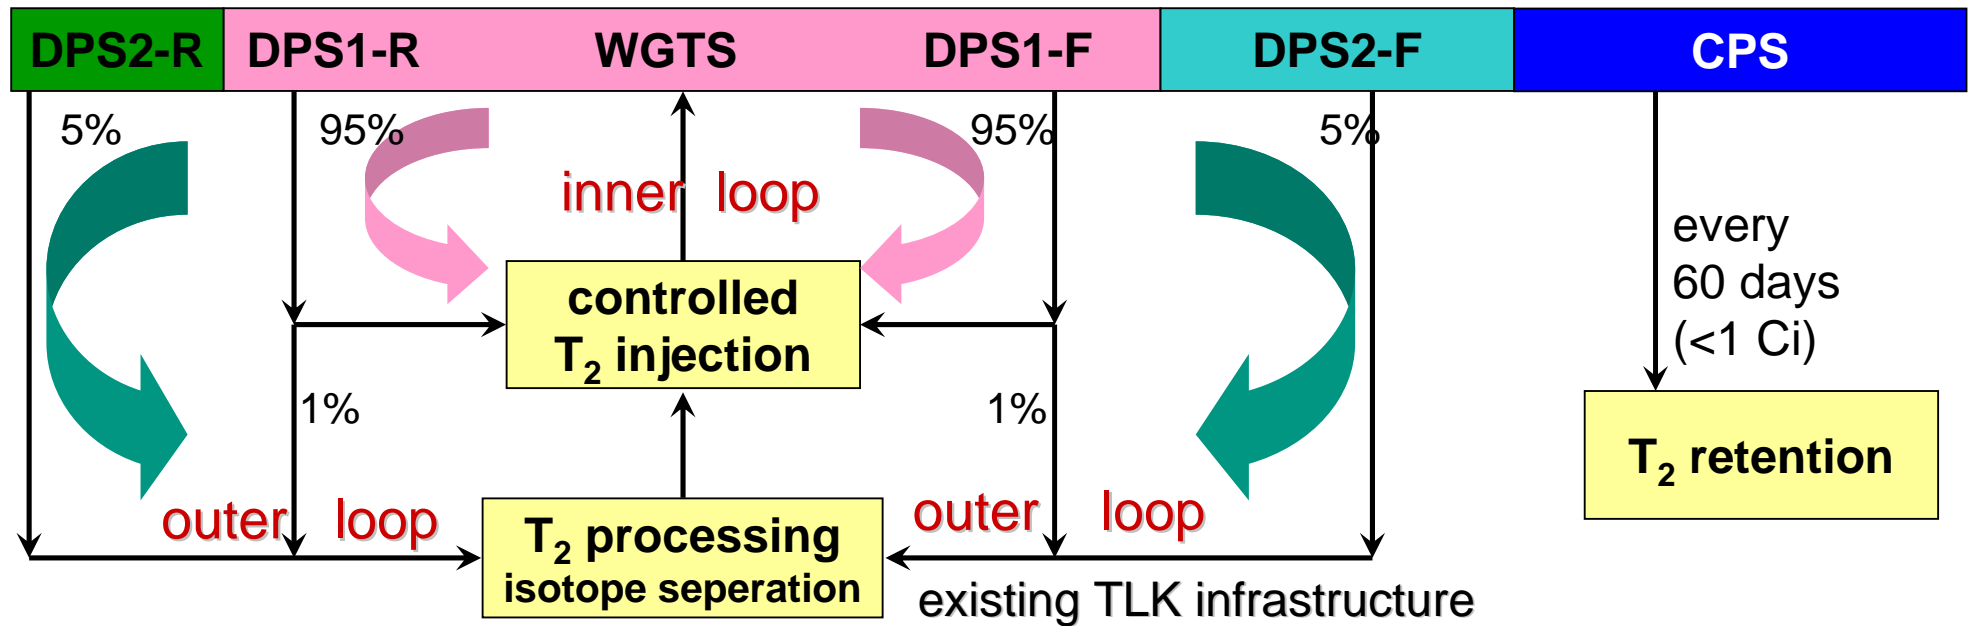 DPS2-R DPS1-R WGTS DPS1-F DPS2-F CPS
5% 95% 95% 5%
inner loop
every
60 days
(<1 Ci)
controlled
T₂ injection
1% 1%
T₂ retention
outer loop outer loop
T₂ processing
isotope seperation
existing TLK infrastructure